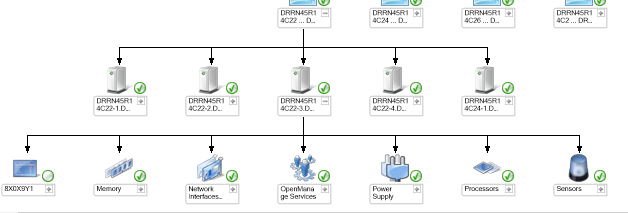 DRRN45R1
4C22 ... D...
DRRN45R1
4C24 ... D...
DRRN45R1
4C26 ... D...
DRRN45R1
4C2 ... DR...
DRRN45R1
4C22-1.D...
DRRN45R1
4C22-2.D...
DRRN45R1
4C22-3.D...
DRRN45R1
4C22-4.D...
DRRN45R1
4C24-1.D...
8X0X9Y1
Memory
Network
Interfaces...
OpenMana
ge Services
Power
Supply
Processors
Sensors